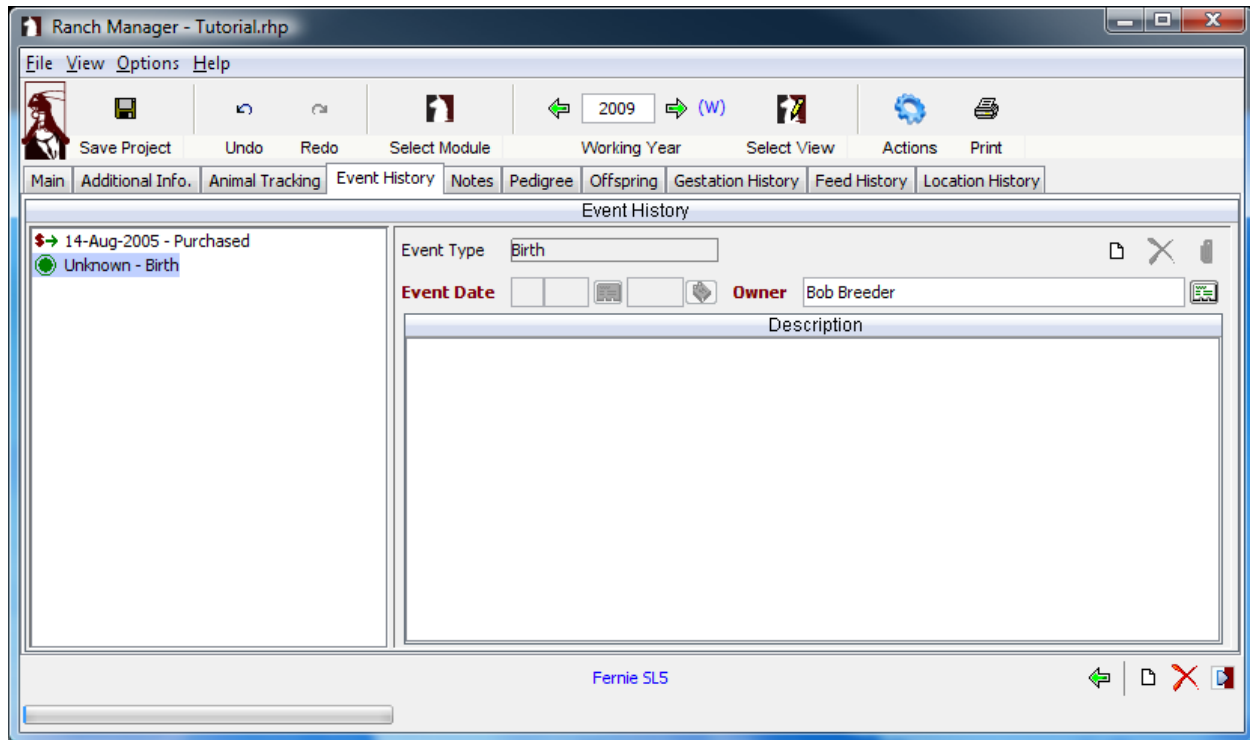 Ranch Manager - Tutorial.rhp
File View Options Help
2009 (W)
Save Project Undo Redo Select Module Working Year Select View Actions Print
Main Additional Info. Animal Tracking Event History Notes Pedigree Offspring Gestation History Feed History Location History
Event History
14-Aug-2005 - Purchased
Unknown - Birth
Event Type Birth
Event Date Owner Bob Breeder
Description
Fernie SL5